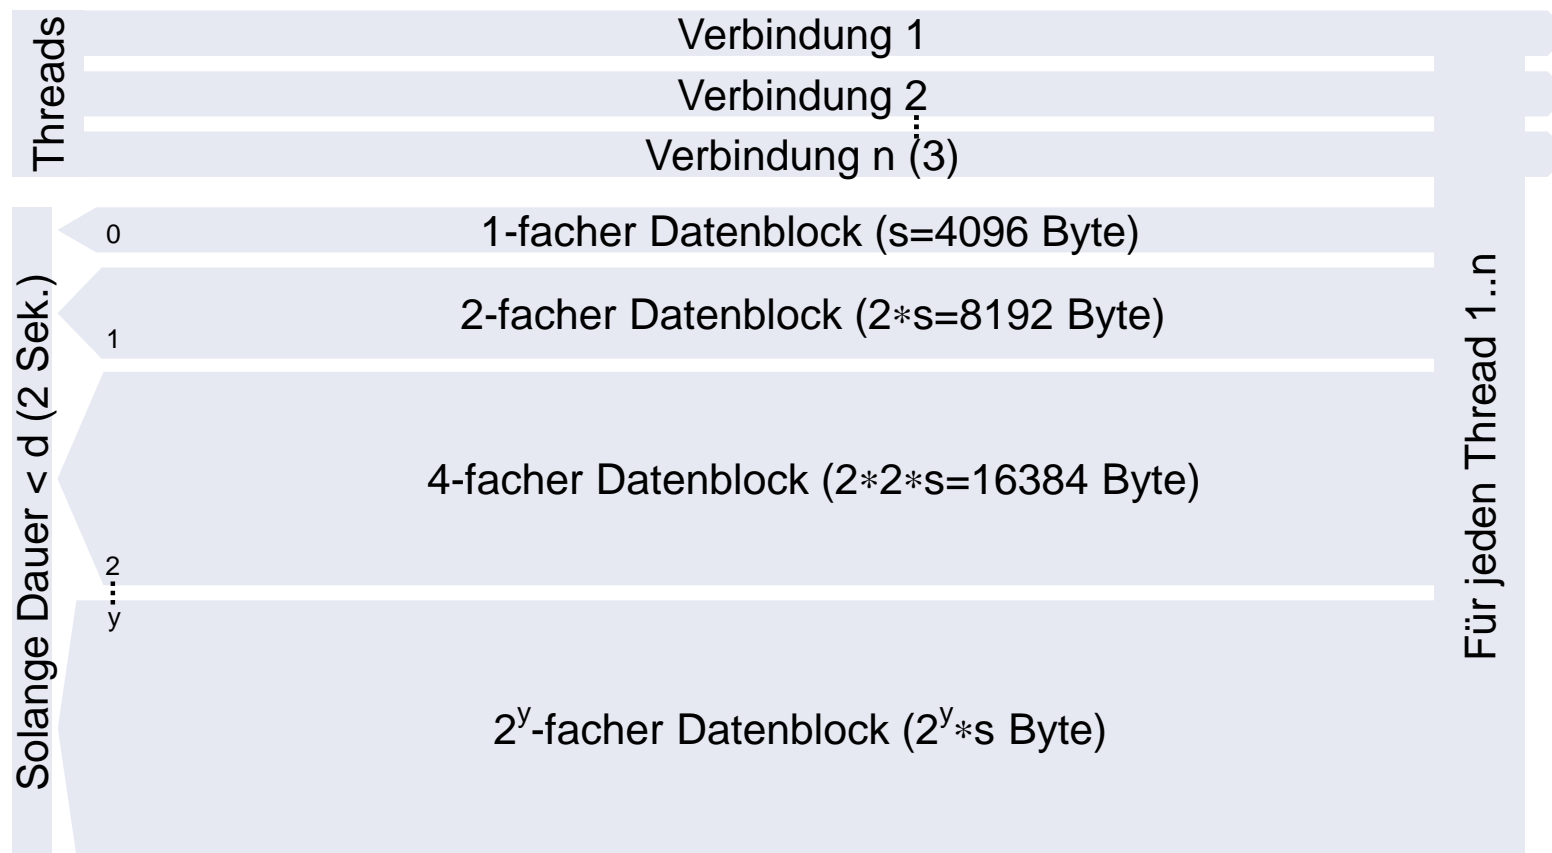 Threads
Verbindung 1
Verbindung 2
Verbindung n (3)
Solange Dauer < d (2 Sek.)
0
1-facher Datenblock (s=4096 Byte)
1
2-facher Datenblock (2*s=8192 Byte)
4-facher Datenblock (2*2*s=16384 Byte)
2
y
2^y-facher Datenblock (2^y*s Byte)
Für jeden Thread 1..n